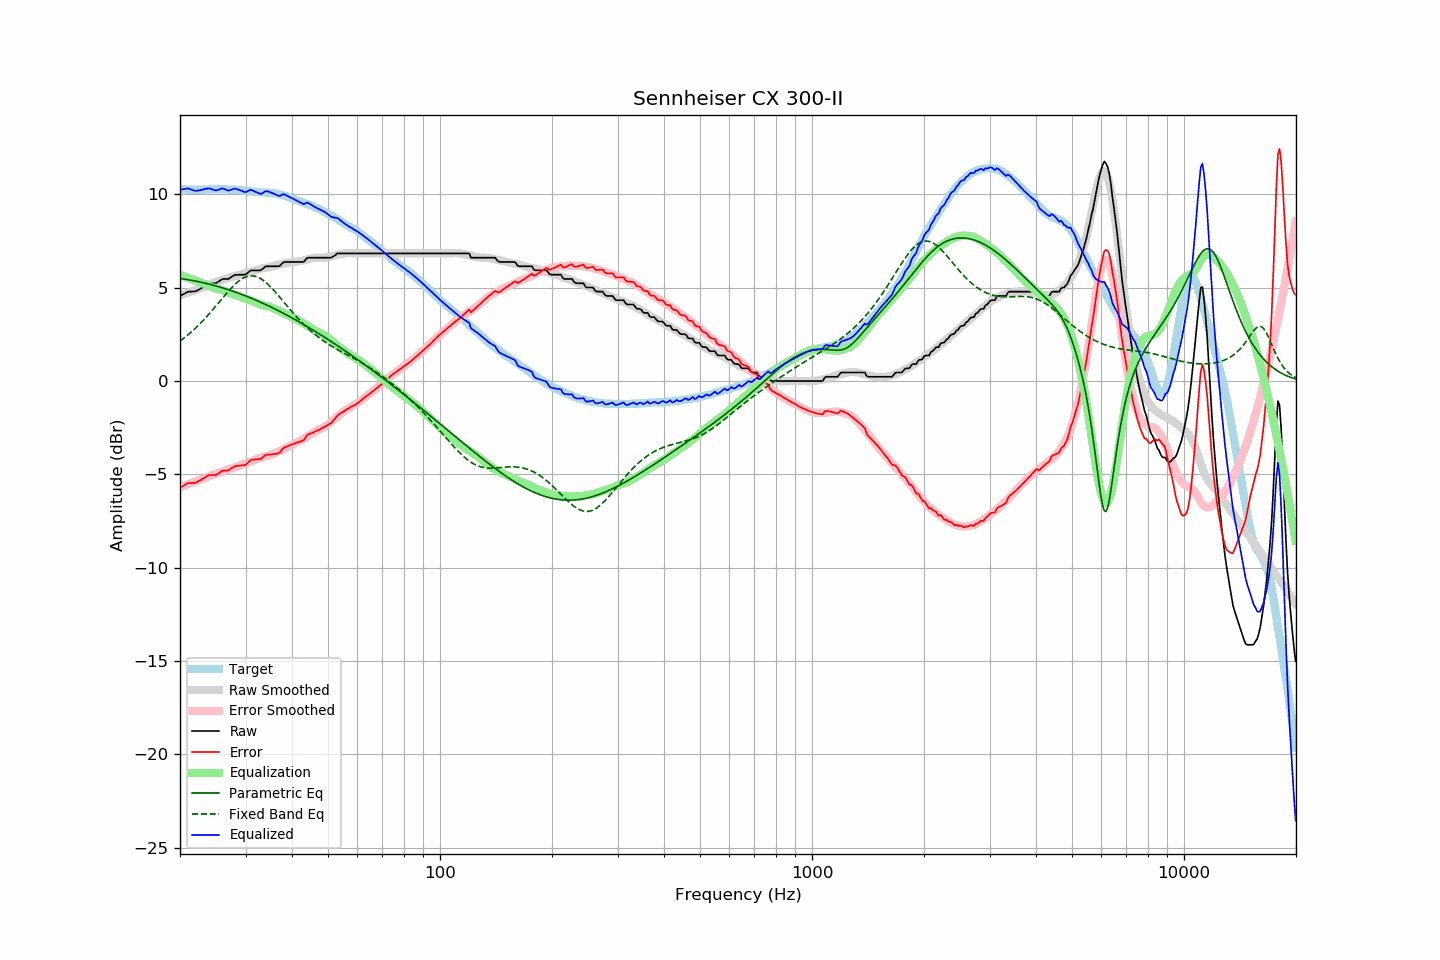 Sennheiser CX 300-II
Amplitude (dBr)
10
5
0
−5
−10
−15
−20
−25
Target
Raw Smoothed
Error Smoothed
Raw
Error
Equalization
Parametric Eq
Fixed Band Eq
Equalized
100
1000
10000
Frequency (Hz)